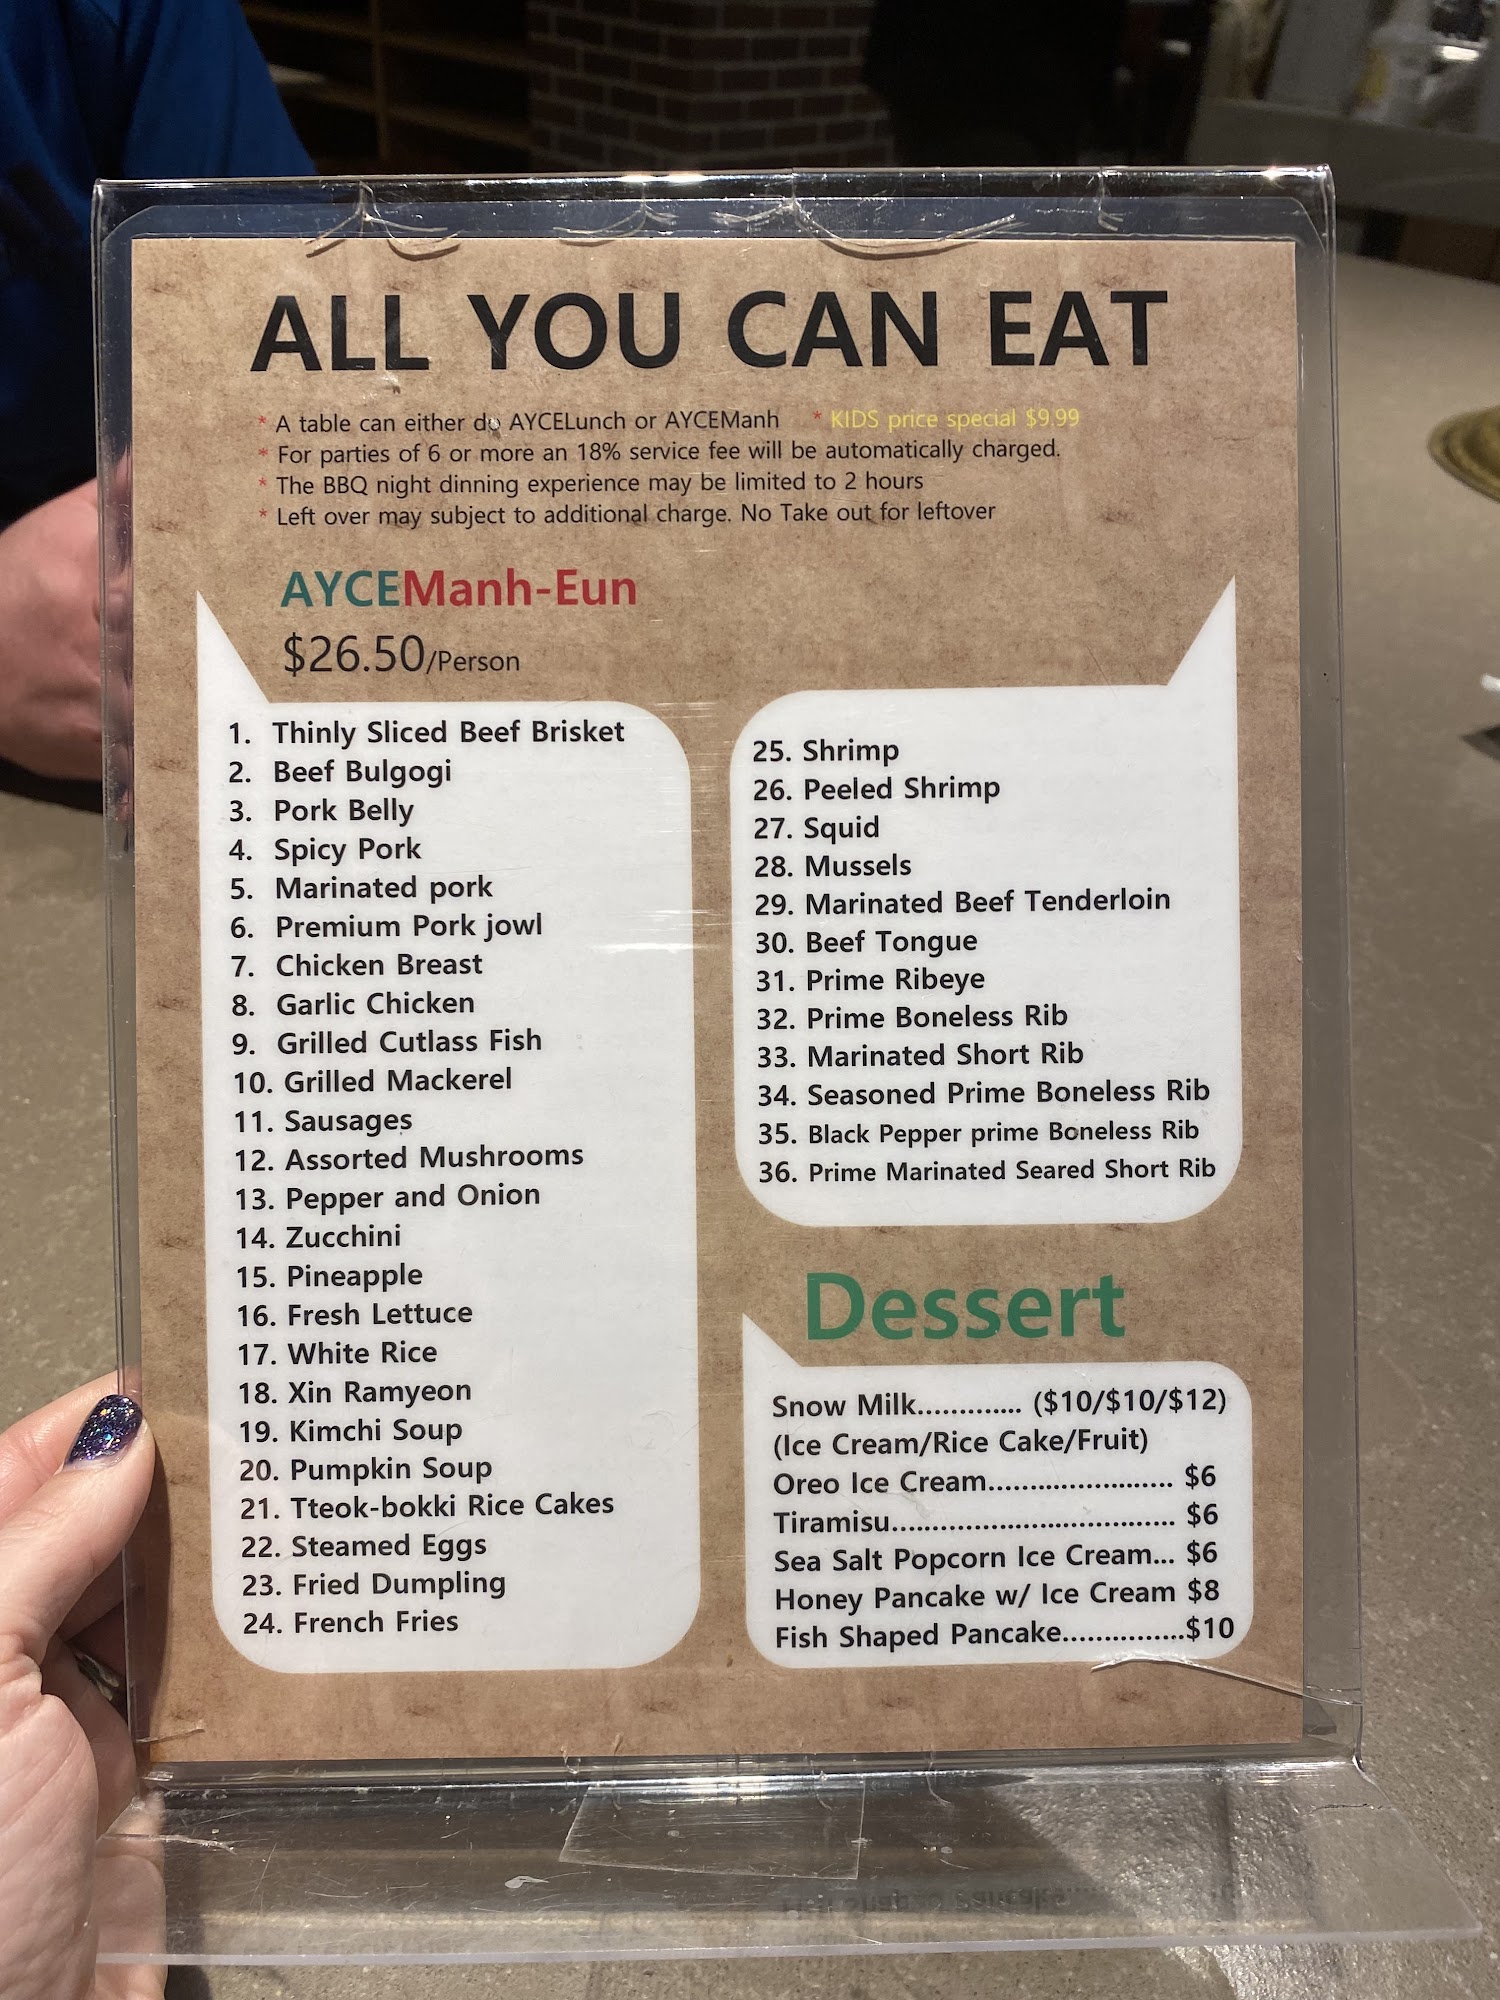 ALL YOU CAN EAT
* A table can either do AYCELunch or AYCEManh * KIDS price special $9.99
* For parties of 6 or more an 18% service fee will be automatically charged.
* The BBQ night dinning experience may be limited to 2 hours
* Left over may subject to additional charge. No Take out for leftover
AYCEManh-Eun
$26.50/Person
1. Thinly Sliced Beef Brisket
2. Beef Bulgogi
3. Pork Belly
4. Spicy Pork
5. Marinated pork
6. Premium Pork jowl
7. Chicken Breast
8. Garlic Chicken
9. Grilled Cutlass Fish
10. Grilled Mackerel
11. Sausages
12. Assorted Mushrooms
13. Pepper and Onion
14. Zucchini
15. Pineapple
16. Fresh Lettuce
17. White Rice
18. Xin Ramyeon
19. Kimchi Soup
20. Pumpkin Soup
21. Tteok-bokki Rice Cakes
22. Steamed Eggs
23. Fried Dumpling
24. French Fries
25. Shrimp
26. Peeled Shrimp
27. Squid
28. Mussels
29. Marinated Beef Tenderloin
30. Beef Tongue
31. Prime Ribeye
32. Prime Boneless Rib
33. Marinated Short Rib
34. Seasoned Prime Boneless Rib
35. Black Pepper prime Boneless Rib
36. Prime Marinated Seared Short Rib
Dessert
Snow Milk............. ($10/$10/$12)
(Ice Cream/Rice Cake/Fruit)
Oreo Ice Cream....................... $6
Tiramisu................................... $6
Sea Salt Popcorn Ice Cream... $6
Honey Pancake w/ Ice Cream $8
Fish Shaped Pancake...............$10